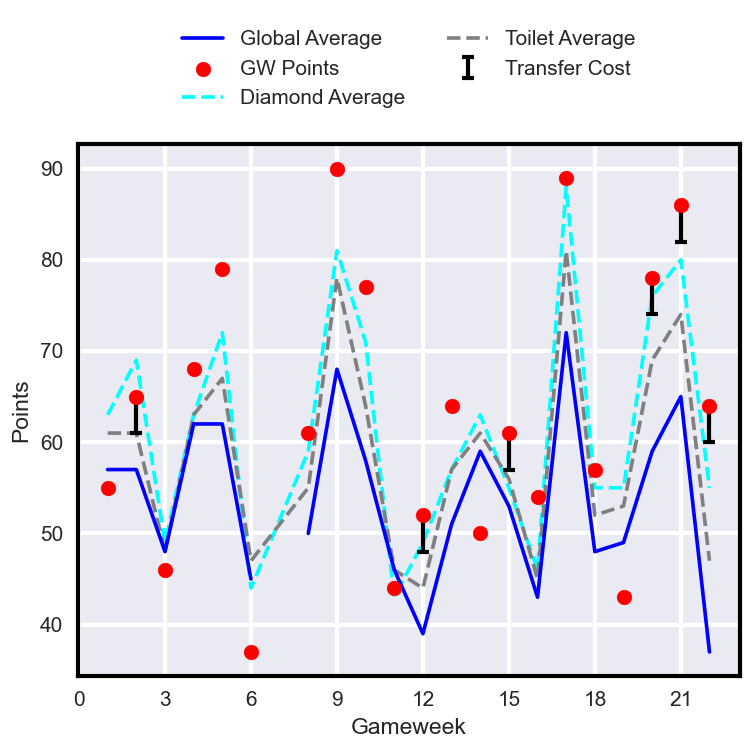 Global Average
GW Points
Diamond Average
Toilet Average
Transfer Cost
90
80
70
60
50
40
Points
0 3 6 9 12 15 18 21
Gameweek